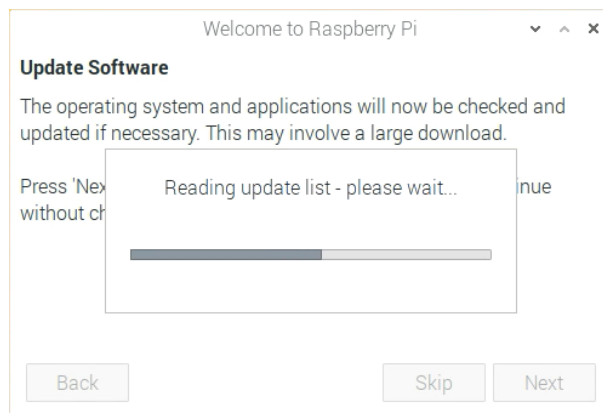 Welcome to Raspberry Pi
Update Software
The operating system and applications will now be checked and
updated if necessary. This may involve a large download.
Press 'Nex
inue
without ch
Reading update list - please wait...
Back
Skip
Next